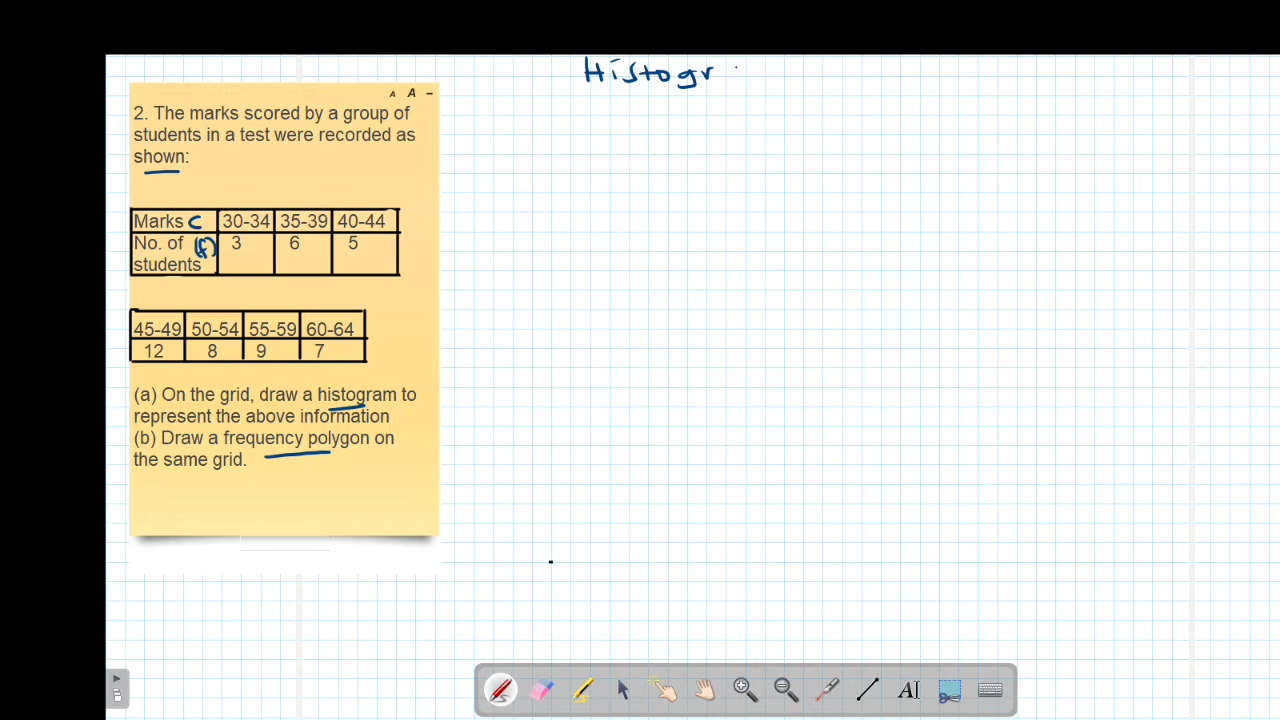 Histogr
A A –
2. The marks scored by a group of
students in a test were recorded as
shown:
Marks C 30-34 35-39 40-44
No. of (f) 3 6 5
students
45-49 50-54 55-59 60-64
12 8 9 7
(a) On the grid, draw a histogram to
represent the above information
(b) Draw a frequency polygon on
the same grid.
A